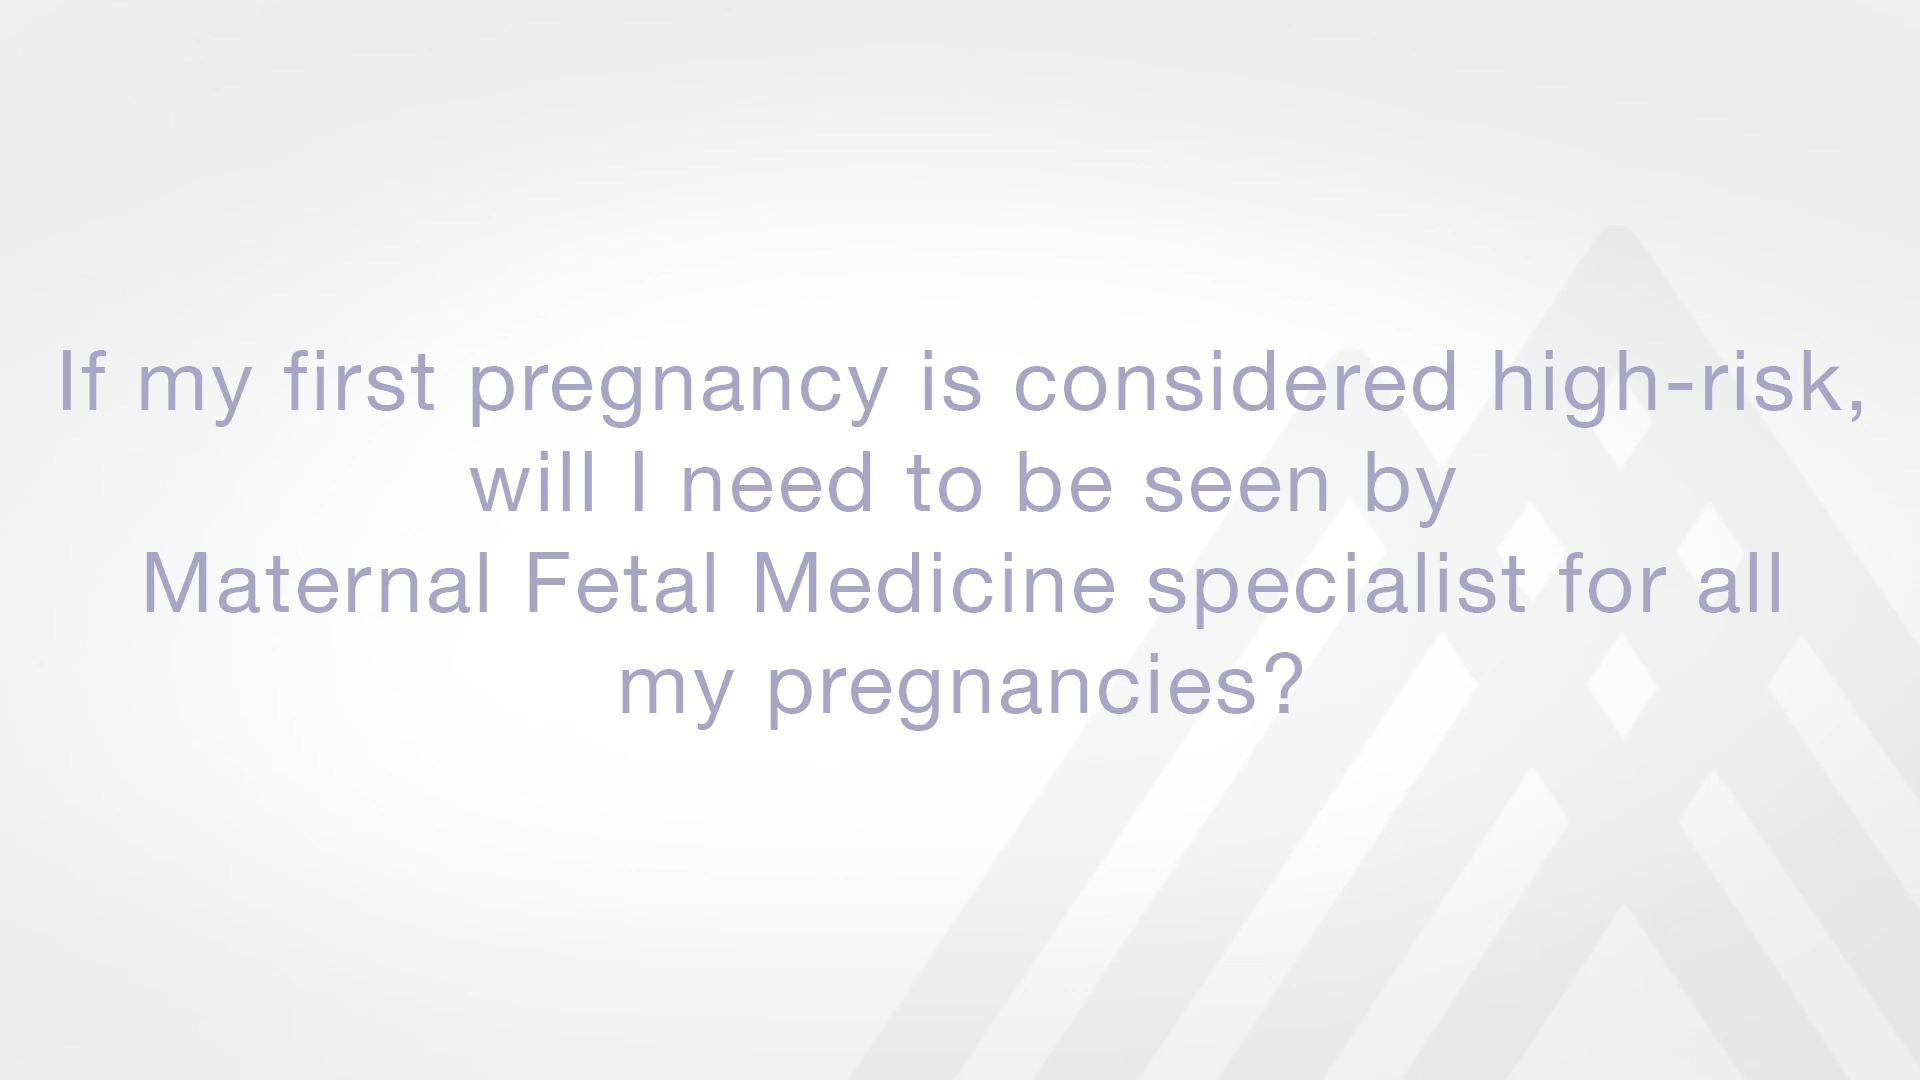 If my first pregnancy is considered high-risk,
will I need to be seen by
Maternal Fetal Medicine specialist for all
my pregnancies?